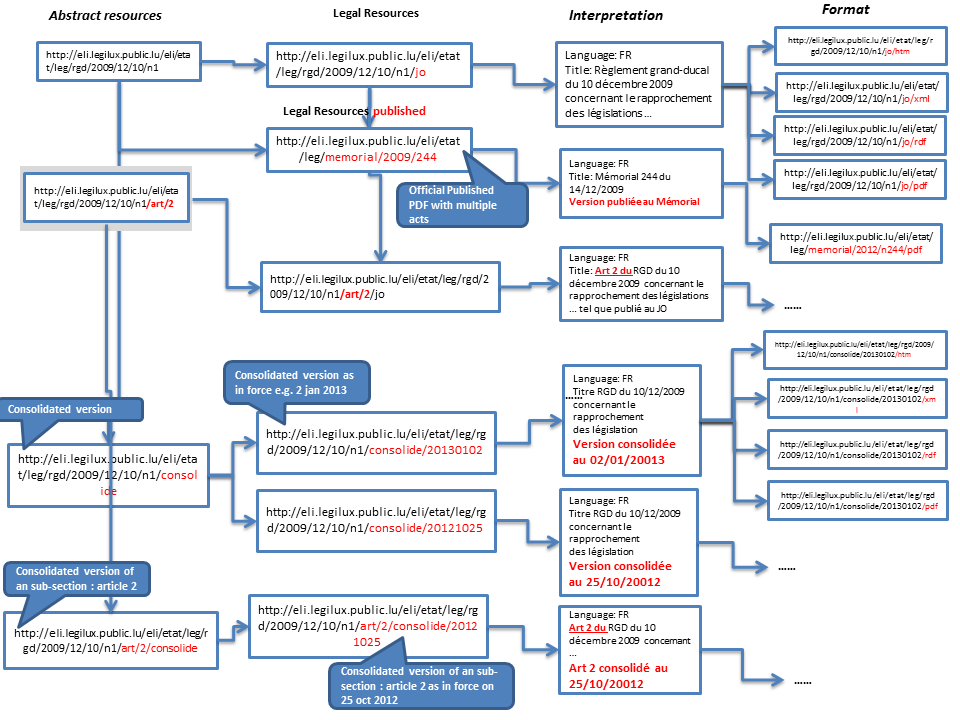 Abstract resources
Legal Resources
Interpretation
Format
http://eli.legilux.public.lu/eli/eta
t/leg/rgd/2009/12/10/n1
http://eli.legilux.public.lu/eli/etat
/leg/rgd/2009/12/10/n1/jo
Language: FR
Title: Règlement grand-ducal
du 10 décembre 2009
concernant le rapprochement
des législations ...
http://eli.legilux.public.lu/eli/etat/leg/r
gd/2009/12/10/n1/jo/htm
http://eli.legilux.public.lu/eli/etat/
leg/rgd/2009/12/10/n1/jo/xml
http://eli.legilux.public.lu/eli/etat/
leg/rgd/2009/12/10/n1/jo/rdf
http://eli.legilux.public.lu/eli/etat/
leg/rgd/2009/12/10/n1/jo/pdf
Legal Resources published
http://eli.legilux.public.lu/eli/etat
/leg/memorial/2009/244
Official Published
PDF with multiple
acts
Language: FR
Title: Mémorial 244 du
14/12/2009
Version publiée au Mémorial
http://eli.legilux.public.lu/eli/etat/
leg/memorial/2012/n244/pdf
http://eli.legilux.public.lu/eli/eta
t/leg/rgd/2009/12/10/n1/art/2
http://eli.legilux.public.lu/eli/etat/leg/rgd/2
009/12/10/n1/art/2/jo
Language: FR
Title: Art 2 du RGD du 10
décembre 2009 concernant le
rapprochement des législations
... tel que publié au JO
......
Consolidated version
http://eli.legilux.public.lu/eli/eta
t/leg/rgd/2009/12/10/n1/consol
ide
Consolidated version as
in force e.g. 2 jan 2013
http://eli.legilux.public.lu/eli/etat/leg/rg
d/2009/12/10/n1/consolide/20130102
Language: FR
Titre RGD du 10/12/2009
......
concernant le
rapprochement
des législation
Version consolidée
au 02/01/20013
http://eli.legilux.public.lu/eli/etat/leg/rgd/2009/
12/10/n1/consolide/20130102/htm
http://eli.legilux.public.lu/eli/etat/leg/rgd
/2009/12/10/n1/consolide/20130102/xm
l
http://eli.legilux.public.lu/eli/etat/leg/rgd
/2009/12/10/n1/consolide/20130102/rdf
http://eli.legilux.public.lu/eli/etat/leg/rgd
/2009/12/10/n1/consolide/20130102/pdf
http://eli.legilux.public.lu/eli/etat/leg/rg
d/2009/12/10/n1/consolide/20121025
Language: FR
Titre RGD du 10/12/2009
concernant le
rapprochement
des législation
Version consolidée
au 25/10/20012
......
Consolidated version of
an sub-section : article 2
http://eli.legilux.public.lu/eli/etat/leg/r
gd/2009/12/10/n1/art/2/consolide
http://eli.legilux.public.lu/eli/etat/leg/rg
d/2009/12/10/n1/art/2/consolide/2012
1025
Consolidated version of an sub-
section : article 2 as in force on
25 oct 2012
Language: FR
Art 2 du RGD du 10
décembre 2009 concernant
...
Art 2 consolidé au
25/10/20012
......